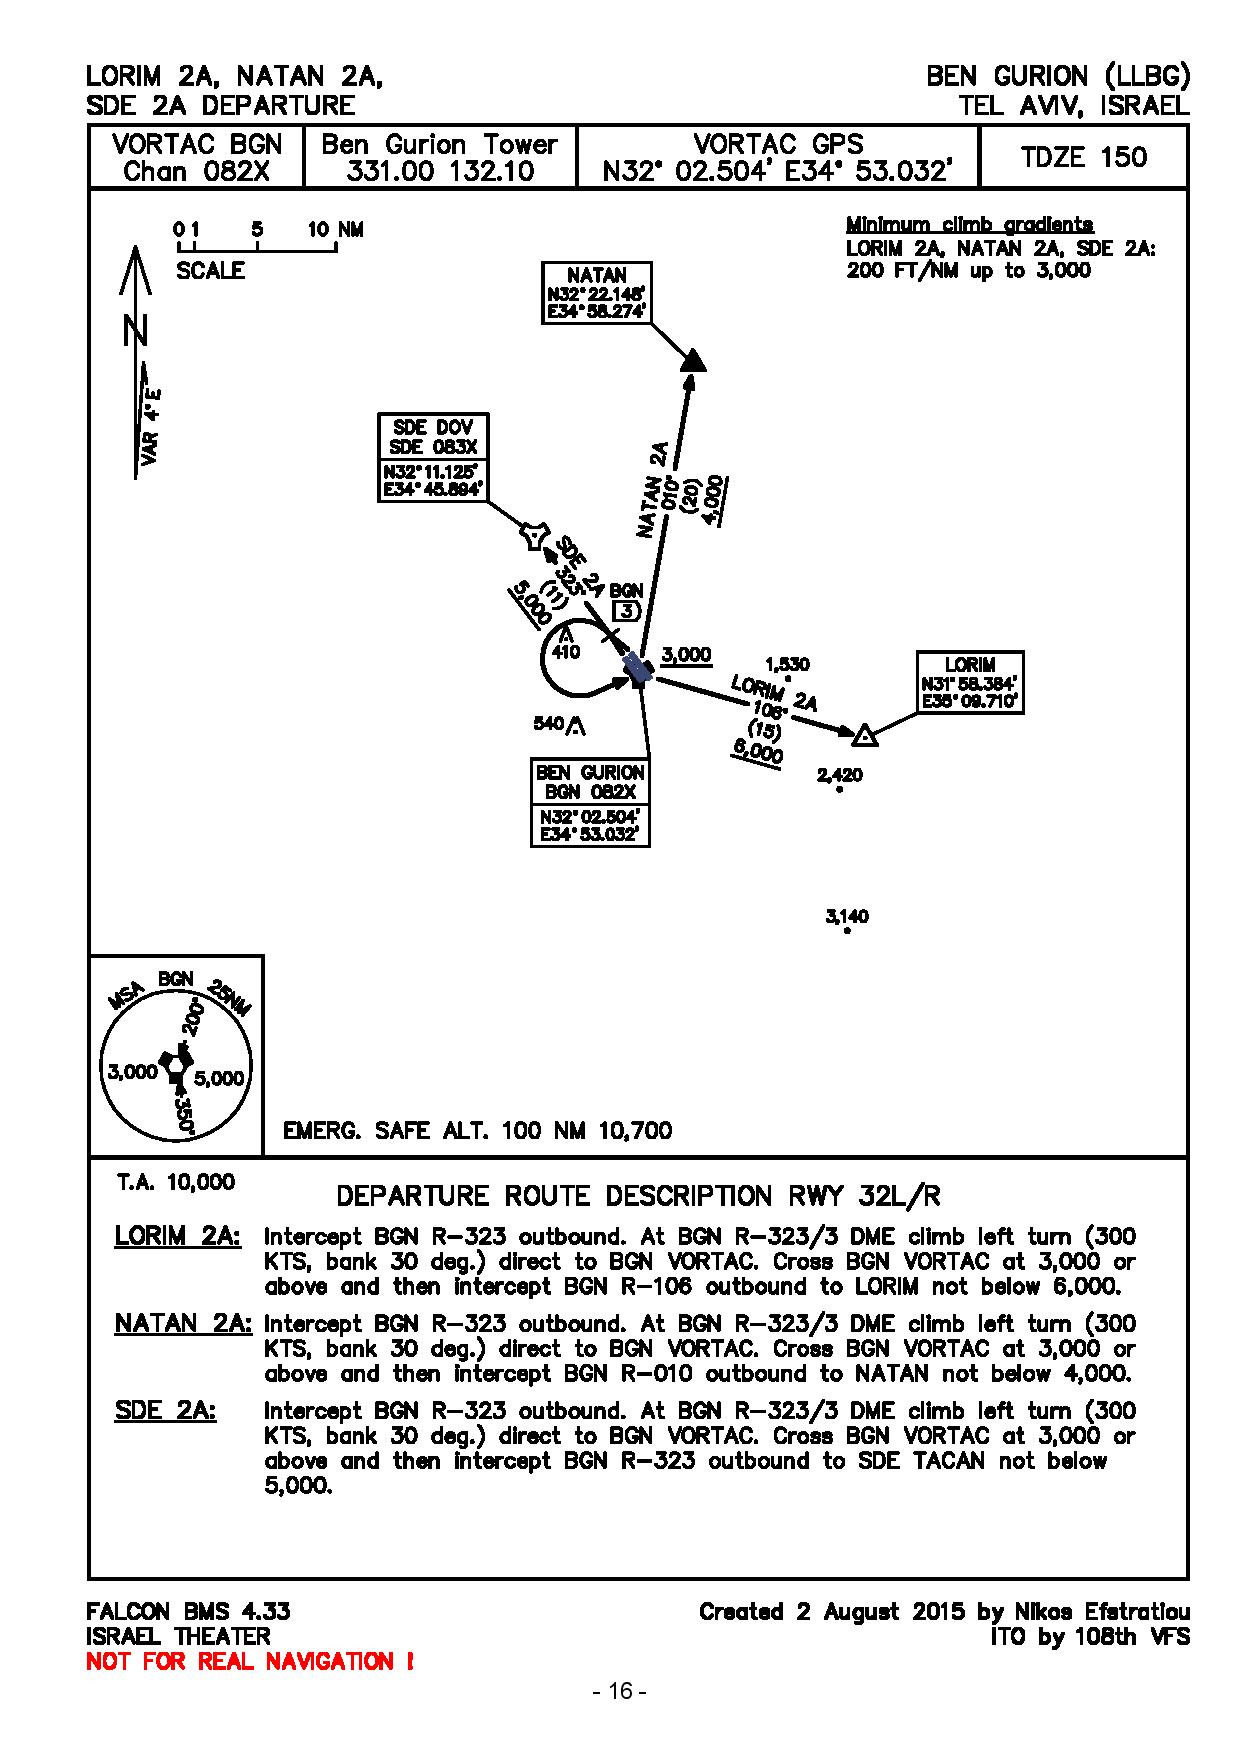 LORIM 2A, NATAN 2A,
SDE 2A DEPARTURE
BEN GURION (LLBG)
TEL AVIV, ISRAEL
VORTAC BGN
Chan 082X
Ben Gurion Tower
331.00 132.10
VORTAC GPS
N32° 02.504' E34° 53.032'
TDZE 150
0 1 5 10 NM
SCALE
N
VAR 4°E
Minimum climb gradients
LORIM 2A, NATAN 2A, SDE 2A:
200 FT/NM up to 3,000
NATAN
N32°22.148'
E34°58.274'
SDE DOV
SDE 083X
N32°11.125'
E34°45.894'
NATAN 2A
010°
(20)
4,000
SDE 2A
323°
(11)
5,000
BGN
3
410
3,000
1,530
LORIM
N31°58.384'
E35°09.710'
LORIM 2A
106°
(15)
6,000
540
BEN GURION
BGN 082X
N32°02.504'
E34°53.032'
2,420
3,140
MSA BGN 25NM
200°
3,000
5,000
350°
EMERG. SAFE ALT. 100 NM 10,700
T.A. 10,000
DEPARTURE ROUTE DESCRIPTION RWY 32L/R
LORIM 2A: Intercept BGN R-323 outbound. At BGN R-323/3 DME climb left turn (300
KTS, bank 30 deg.) direct to BGN VORTAC. Cross BGN VORTAC at 3,000 or
above and then intercept BGN R-106 outbound to LORIM not below 6,000.
NATAN 2A: Intercept BGN R-323 outbound. At BGN R-323/3 DME climb left turn (300
KTS, bank 30 deg.) direct to BGN VORTAC. Cross BGN VORTAC at 3,000 or
above and then intercept BGN R-010 outbound to NATAN not below 4,000.
SDE 2A: Intercept BGN R-323 outbound. At BGN R-323/3 DME climb left turn (300
KTS, bank 30 deg.) direct to BGN VORTAC. Cross BGN VORTAC at 3,000 or
above and then intercept BGN R-323 outbound to SDE TACAN not below
5,000.
FALCON BMS 4.33
ISRAEL THEATER
NOT FOR REAL NAVIGATION !
Created 2 August 2015 by Nikos Efstratiou
ITO by 108th VFS
- 16 -